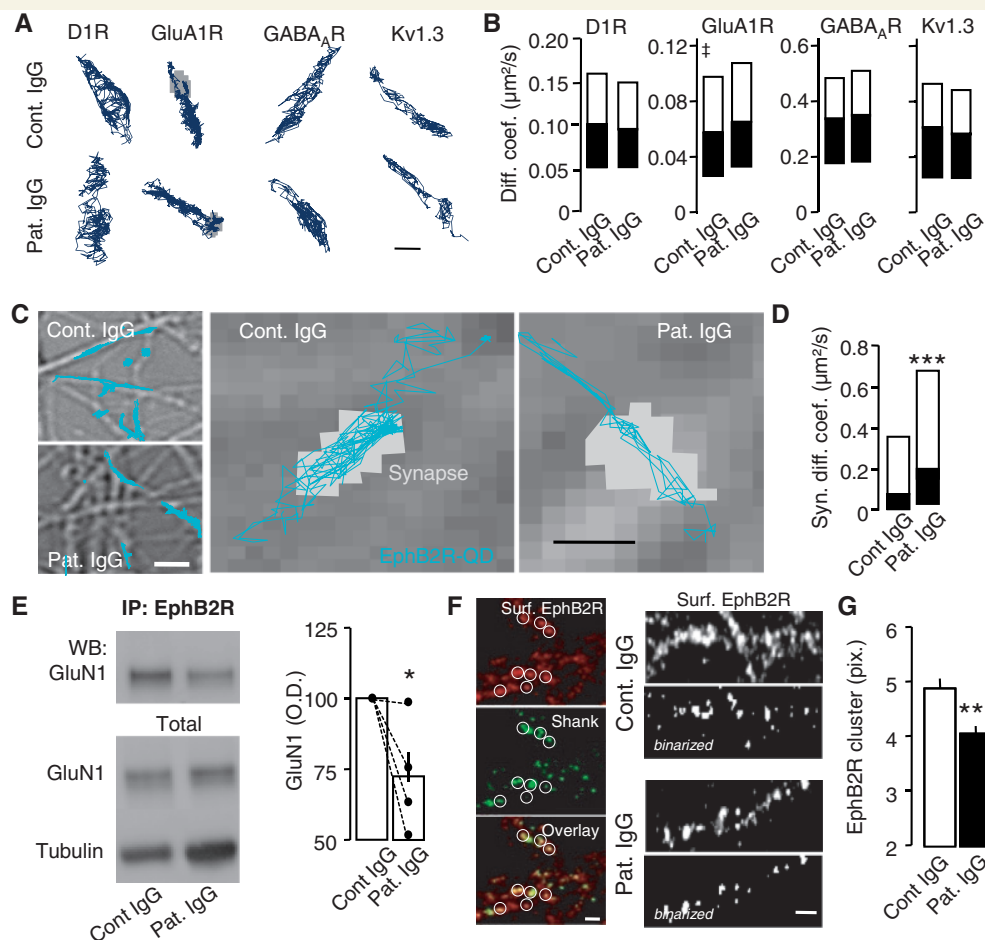 A
D1R GluA1R GABA_AR Kv1.3
Cont. IgG
Pat. IgG
B
D1R GluA1R GABA_AR Kv1.3
Diff. coef. (μm²/s)
0.20
0.15
0.10
0.05
0
0.12
0.08
0.04
0
‡
0.6
0.4
0.2
0
Cont. IgG
Pat. IgG
Cont. IgG
Pat. IgG
Cont. IgG
Pat. IgG
Cont. IgG
Pat. IgG
C
Cont. IgG
Pat. IgG
Cont. IgG
Synapse
EphB2R-QD
Pat. IgG
D
Syn. diff. coef. (μm²/s)
0.8
0.6
0.4
0.2
0
***
Cont IgG
Pat. IgG
E
IP: EphB2R
WB:
GluN1
Total
GluN1
Tubulin
Cont IgG
Pat. IgG
GluN1 (O.D.)
125
100
75
50
*
Cont IgG
Pat. IgG
F
Surf. EphB2R
Shank
Overlay
Surf. EphB2R
Cont. IgG
binarized
Pat. IgG
binarized
G
EphB2R cluster (pix.)
6
5
4
3
2
**
Cont IgG
Pat. IgG